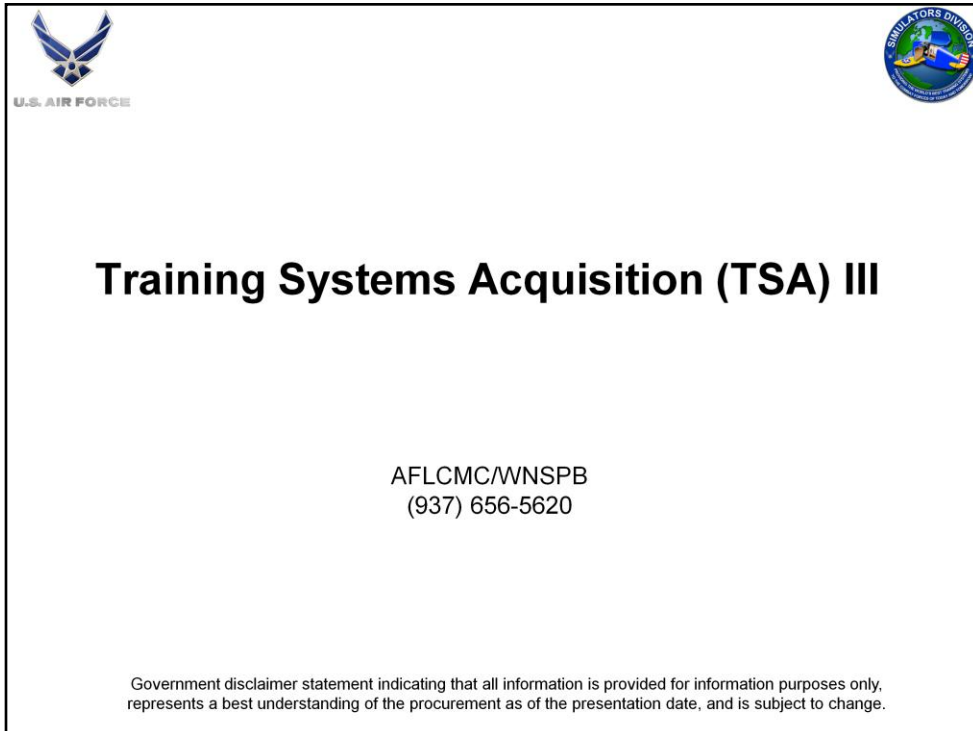 U.S. AIR FORCE
SIMULATORS DIVISION
Training Systems Acquisition (TSA) III
AFLCMC/WNSPB
(937) 656-5620
Government disclaimer statement indicating that all information is provided for information purposes only,
represents a best understanding of the procurement as of the presentation date, and is subject to change.